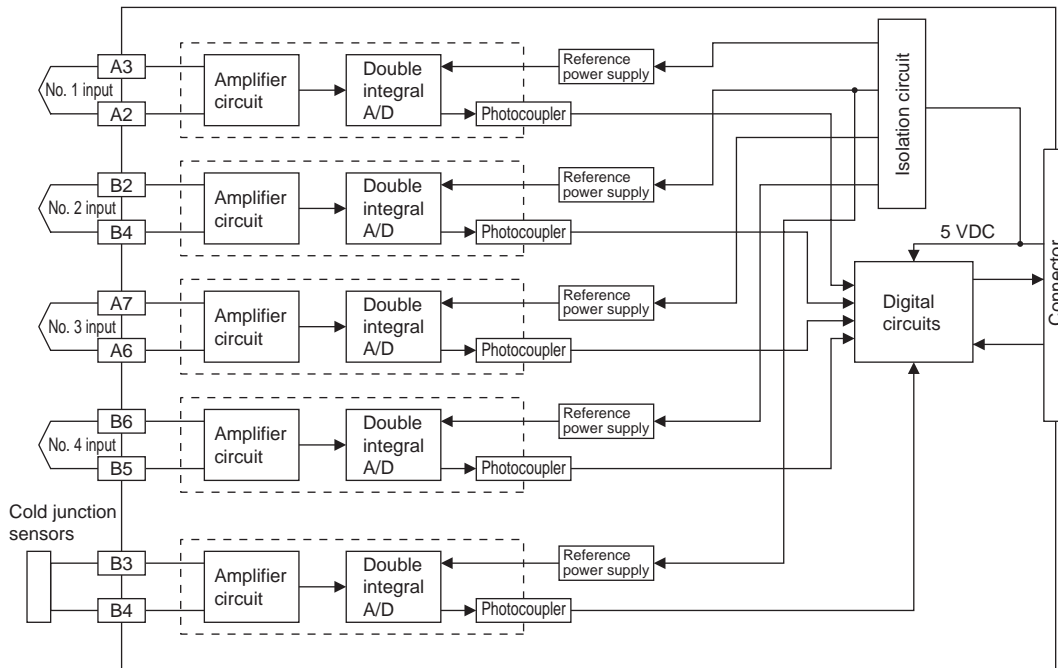 A3
No. 1 input
A2
Amplifier
circuit
Double
integral
A/D
Reference
power supply
Photocoupler
Isolation circuit
B2
No. 2 input
B4
Amplifier
circuit
Double
integral
A/D
Reference
power supply
Photocoupler
5 VDC
Connector
A7
No. 3 input
A6
Amplifier
circuit
Double
integral
A/D
Reference
power supply
Photocoupler
Digital
circuits
B6
No. 4 input
B5
Amplifier
circuit
Double
integral
A/D
Reference
power supply
Photocoupler
Cold junction
sensors
B3
B4
Amplifier
circuit
Double
integral
A/D
Reference
power supply
Photocoupler